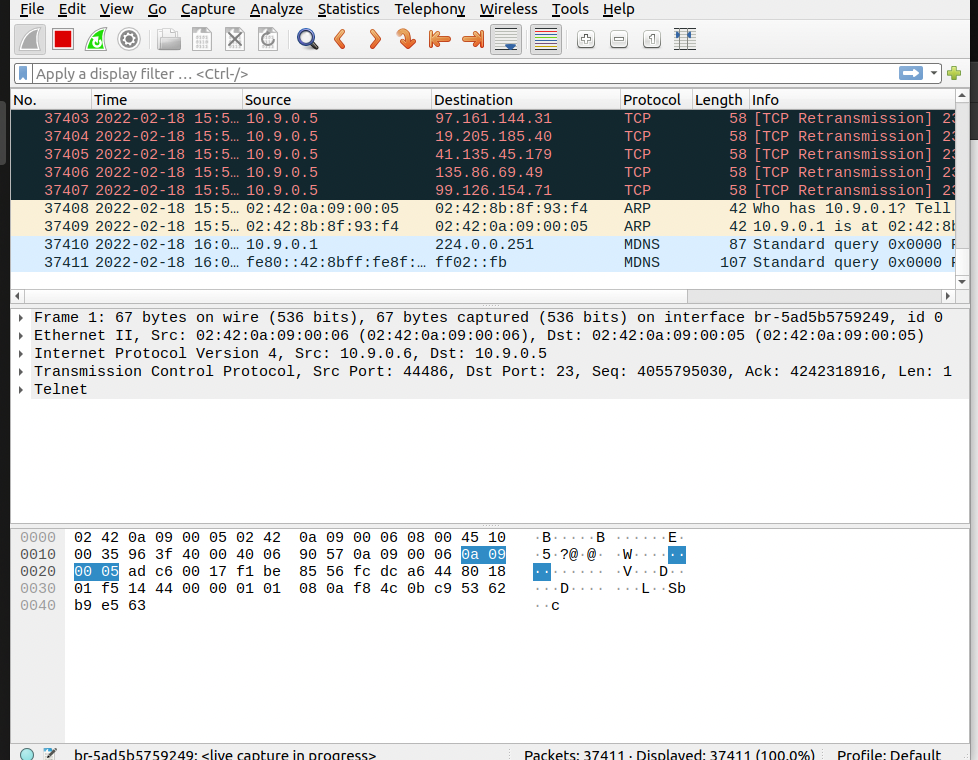 File Edit View Go Capture Analyze Statistics Telephony Wireless Tools Help
Apply a display filter … <Ctrl-/>
No. Time Source Destination Protocol Length Info
37403 2022-02-18 15:5… 10.9.0.5 97.161.144.31 TCP 58 [TCP Retransmission] 23
37404 2022-02-18 15:5… 10.9.0.5 19.205.185.40 TCP 58 [TCP Retransmission] 23
37405 2022-02-18 15:5… 10.9.0.5 41.135.45.179 TCP 58 [TCP Retransmission] 23
37406 2022-02-18 15:5… 10.9.0.5 135.86.69.49 TCP 58 [TCP Retransmission] 23
37407 2022-02-18 15:5… 10.9.0.5 99.126.154.71 TCP 58 [TCP Retransmission] 23
37408 2022-02-18 15:5… 02:42:0a:09:00:05 02:42:8b:8f:93:f4 ARP 42 Who has 10.9.0.1? Tell
37409 2022-02-18 15:5… 02:42:8b:8f:93:f4 02:42:0a:09:00:05 ARP 42 10.9.0.1 is at 02:42:8b
37410 2022-02-18 16:0… 10.9.0.1 224.0.0.251 MDNS 87 Standard query 0x0000
37411 2022-02-18 16:0… fe80::42:8bff:fe8f:… ff02::fb MDNS 107 Standard query 0x0000
Frame 1: 67 bytes on wire (536 bits), 67 bytes captured (536 bits) on interface br-5ad5b5759249, id 0
Ethernet II, Src: 02:42:0a:09:00:06 (02:42:0a:09:00:06), Dst: 02:42:0a:09:00:05 (02:42:0a:09:00:05)
Internet Protocol Version 4, Src: 10.9.0.6, Dst: 10.9.0.5
Transmission Control Protocol, Src Port: 44486, Dst Port: 23, Seq: 4055795030, Ack: 4242318916, Len: 1
Telnet
0000 02 42 0a 09 00 05 02 42 0a 09 00 06 08 00 45 10 ·B·····B ······E·
0010 00 35 96 3f 40 00 40 06 90 57 0a 09 00 06 0a 09 ·5·?@·@· ·W······
0020 00 05 ad c6 00 17 f1 be 85 56 fc dc a6 44 80 18 ········ ·V···D··
0030 01 f5 14 44 00 00 01 01 08 0a f8 4c 0b c9 53 62 ···D···· ···L··Sb
0040 b9 e5 63 ··c
br-5ad5b5759249: <live capture in progress> Packets: 37411 · Displayed: 37411 (100.0%) Profile: Default